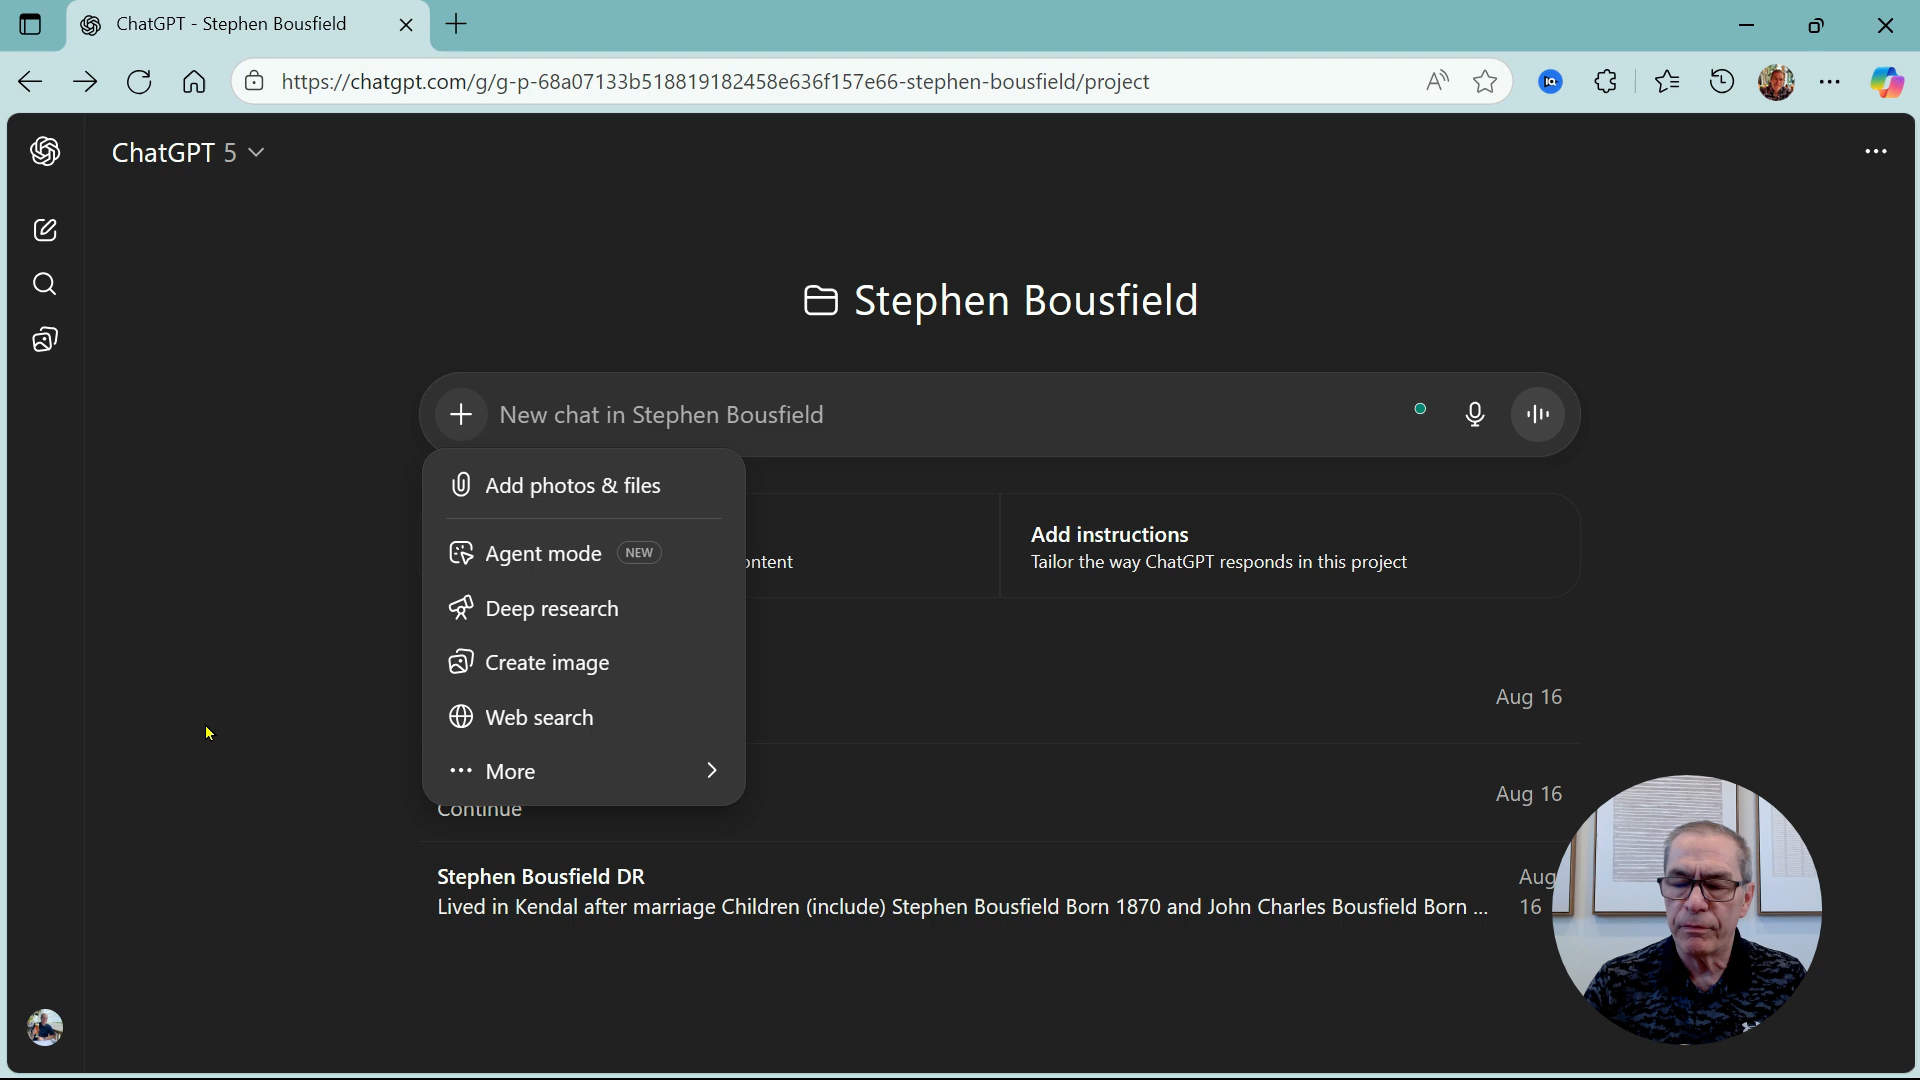 ChatGPT - Stephen Bousfield
https://chatgpt.com/g/g-p-68a07133b518819182458e636f157e66-stephen-bousfield/project
ChatGPT 5
Stephen Bousfield
New chat in Stephen Bousfield
Add photos & files
Agent mode NEW
Deep research
Create image
Web search
More
Add instructions
Tailor the way ChatGPT responds in this project
Aug 16
Continue
Aug 16
Stephen Bousfield DR
Lived in Kendal after marriage Children (include) Stephen Bousfield Born 1870 and John Charles Bousfield Born ...
Aug
16